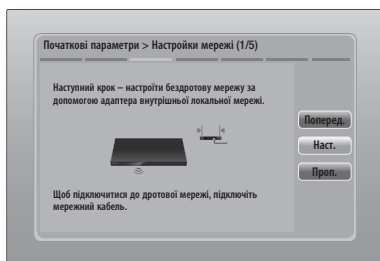 Початкові параметри > Настройки мережі (1/5)
Наступний крок – настроїти бездротову мережу за
допомогою адаптера внутрішньої локальної мережі.
Поперед.
Наст.
Проп.
Щоб підключитися до дротової мережі, підключіть
мережний кабель.